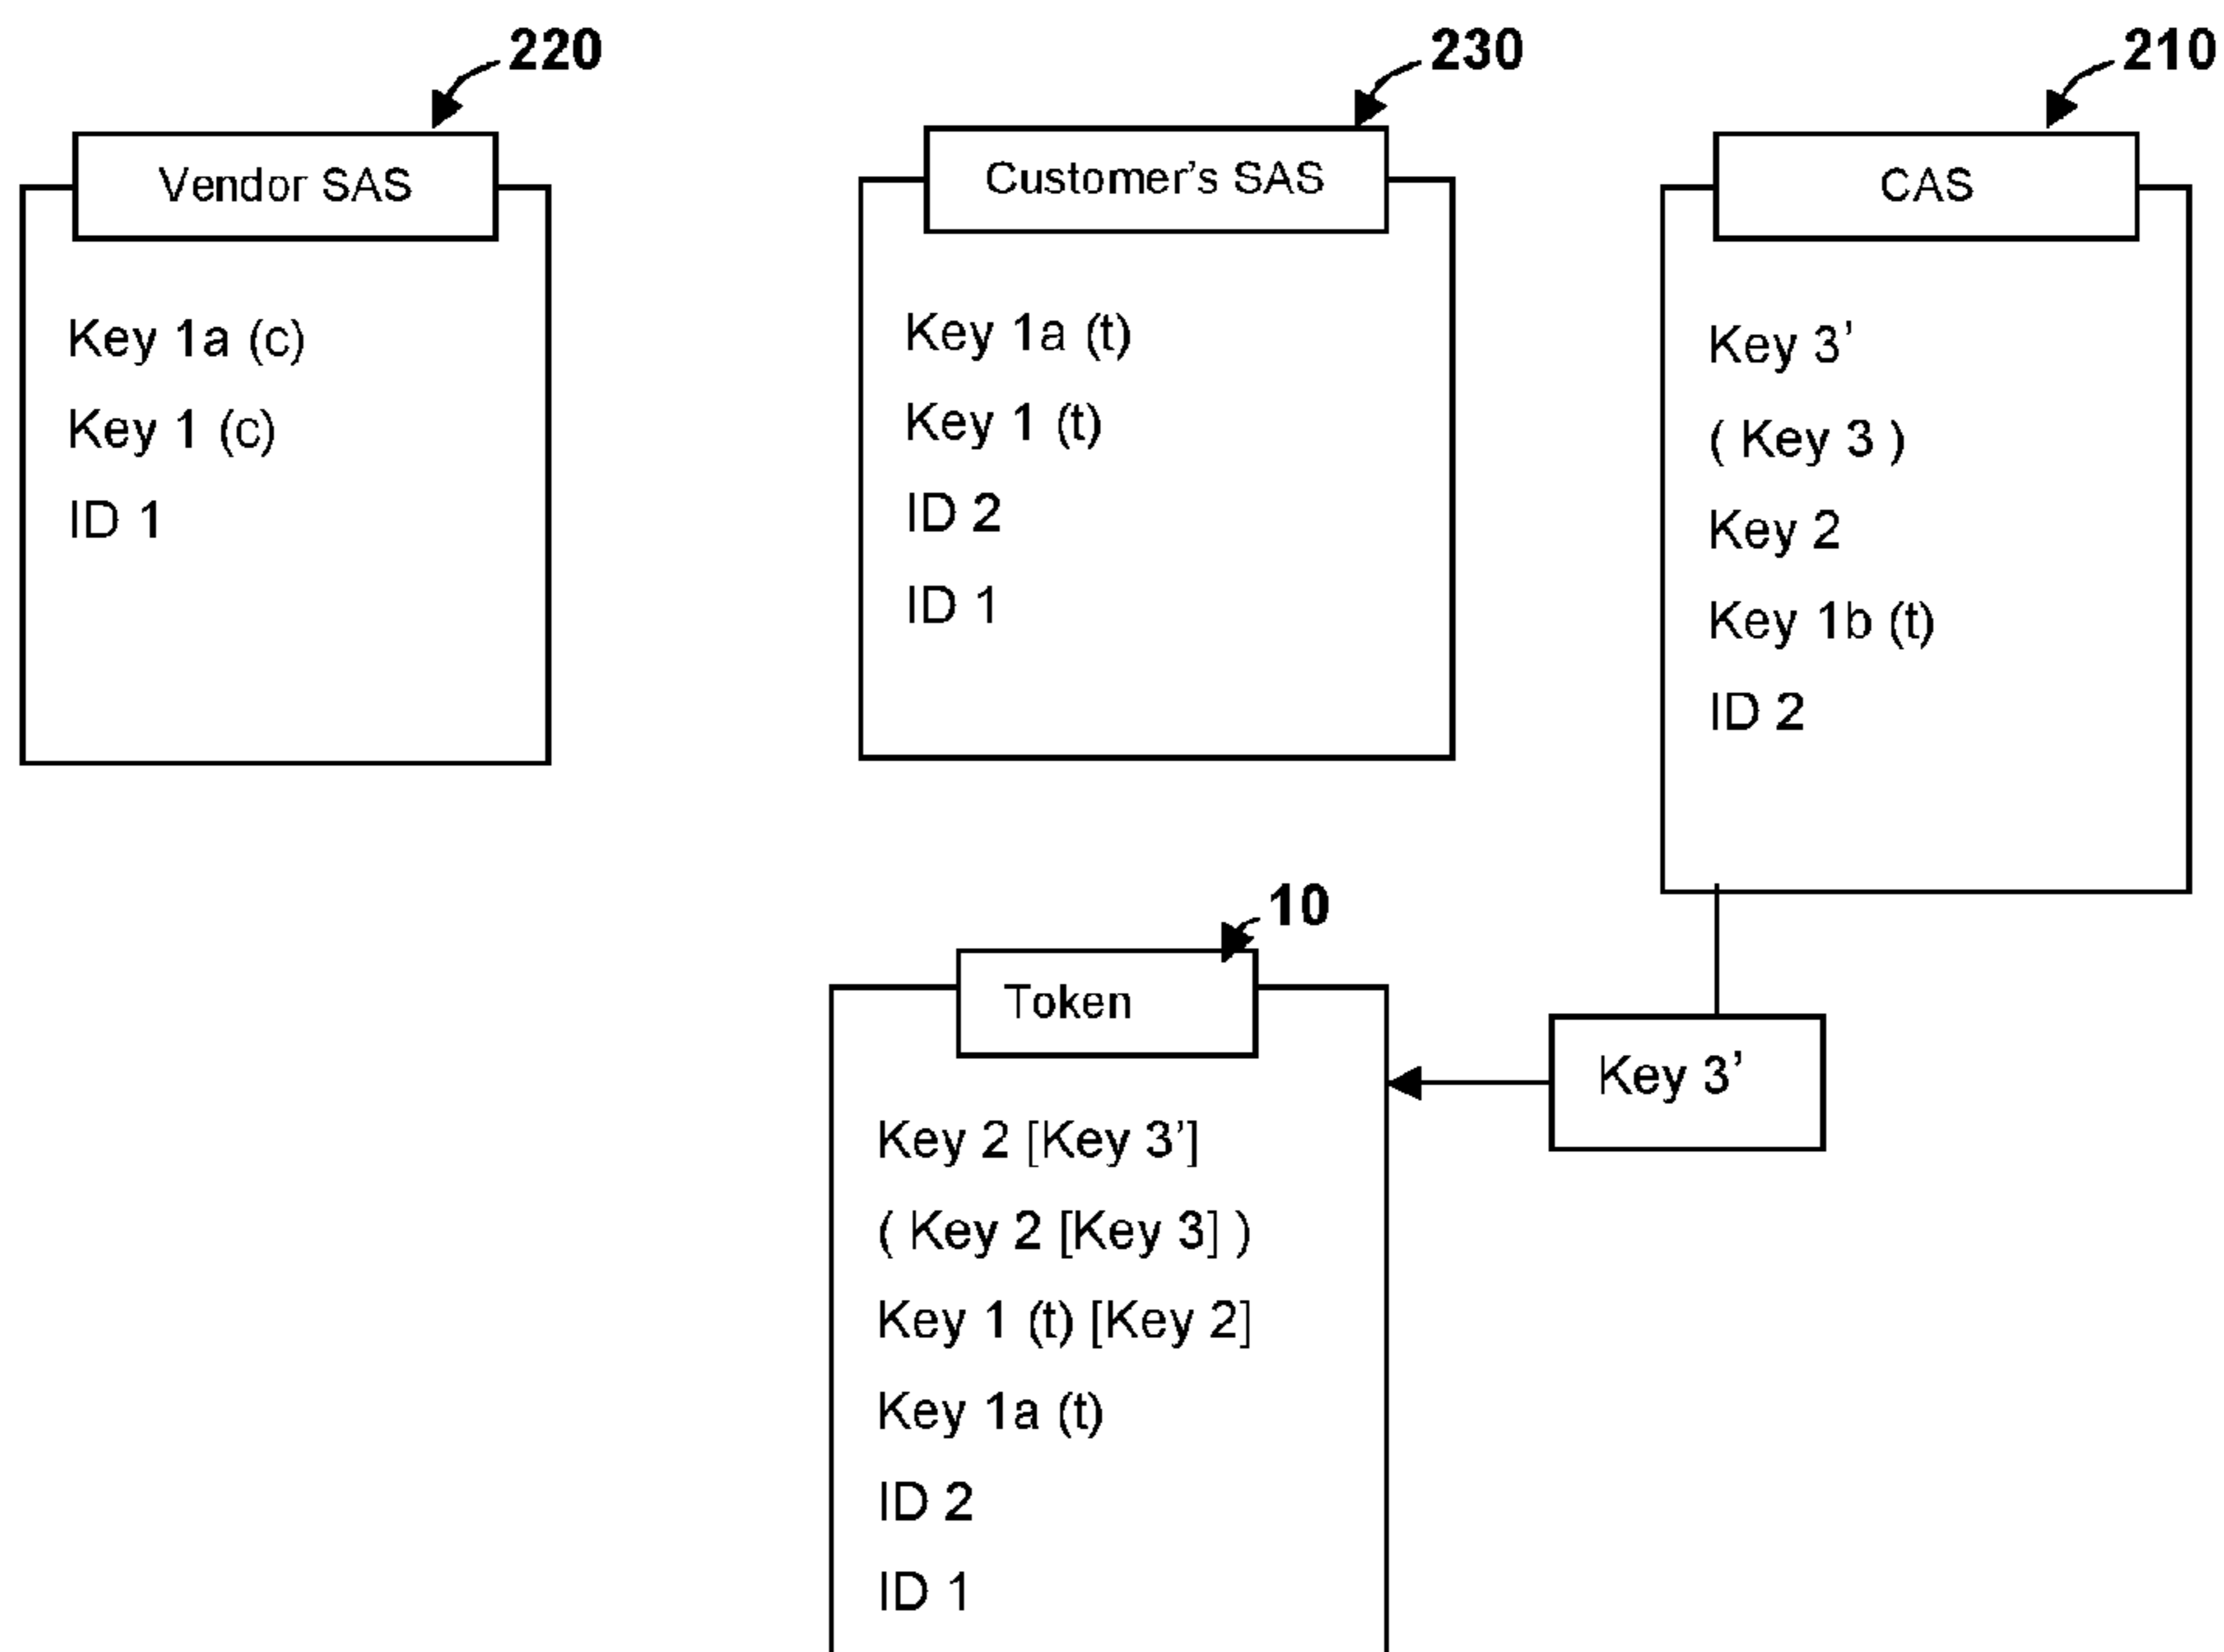 220
Vendor SAS
Key 1a (c)
Key 1 (c)
ID 1
230
Customer's SAS
Key 1a (t)
Key 1 (t)
ID 2
ID 1
210
CAS
Key 3'
( Key 3 )
Key 2
Key 1b (t)
ID 2
10
Token
Key 2 [Key 3']
( Key 2 [Key 3] )
Key 1 (t) [Key 2]
Key 1a (t)
ID 2
ID 1
Key 3'